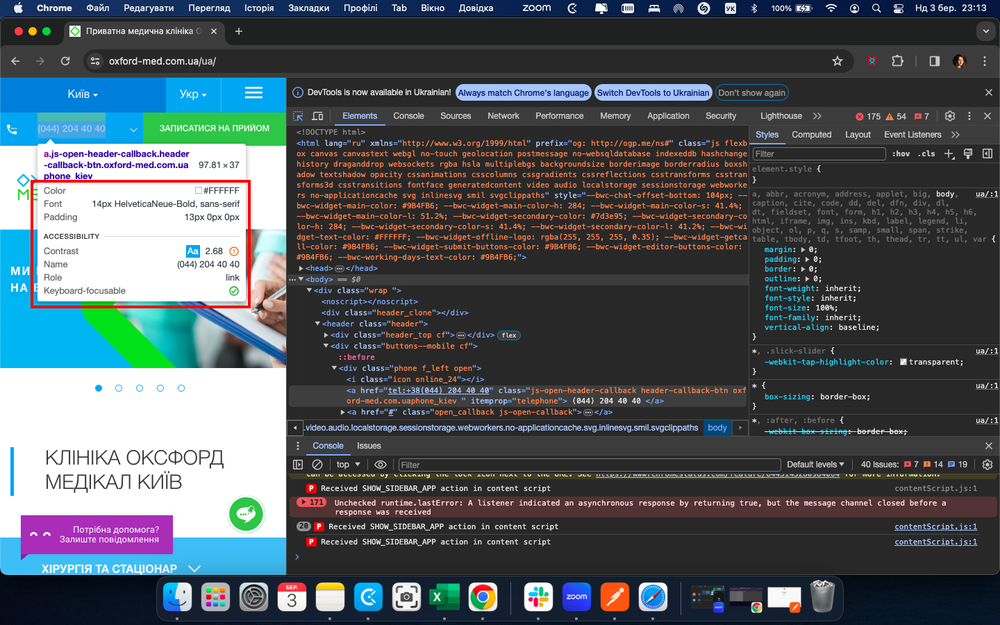 Chrome Файл Редагувати Перегляд Історія Закладки Профілі Tab Вікно Довідка zoom УК 100% Нд 3 бер. 23:13
Приватна медична клініка О
oxford-med.com.ua/ua/
Київ Укр
(044) 204 40 40 ЗАПИСАТИСЯ НА ПРИЙОМ
a.js-open-header-callback.header
-callback-btn.oxford-med.com.ua 97.81 × 37
phone_kiev
Color #FFFFFF
Font 14px HelveticaNeue-Bold, sans-serif
Padding 13px 0px 0px
ACCESSIBILITY
Contrast Aa 2.68
Name (044) 204 40 40
Role link
Keyboard-focusable
КЛІНІКА ОКСФОРД
МЕДІКАЛ КИЇВ
Потрібна допомога?
Залиште повідомлення
ХІРУРГІЯ ТА СТАЦІОНАР
DevTools is now available in Ukrainian! Always match Chrome's language Switch DevTools to Ukrainian Don't show again
Elements Console Sources Network Performance Memory Application Security Lighthouse 175 54 7
<!DOCTYPE html>
<html lang="ru" xmlns="http://www.w3.org/1999/html" prefix="og: http://ogp.me/ns#" class="js flexb
ox canvas canvastext webgl no-touch geolocation postmessage no-websqldatabase indexeddb hashchange
history draganddrop websockets rgba hsla multiplebgs backgroundsize borderimage borderradius boxsh
adow textshadow opacity cssanimations csscolumns cssgradients cssreflections csstransforms csstran
sforms3d csstransitions fontface generatedcontent video audio localstorage sessionstorage webworke
rs no-applicationcache svg inlinesvg smil svgclippaths" style="--bwc-chat-offset-bottom: 104px; --
bwc-widget-main-color: #9B4FB6; --bwc-widget-main-color-h: 284; --bwc-widget-main-color-s: 41.4%;
--bwc-widget-main-color-l: 51.2%; --bwc-widget-secondary-color: #7d3e95; --bwc-widget-secondary-co
lor-h: 284; --bwc-widget-secondary-color-s: 41.4%; --bwc-widget-secondary-color-l: 41.2%; --bwc-wi
dget-text-color: #FFFFFF; --bwc-widget-offline-logo: rgba(255, 255, 255, 0.35); --bwc-widget-getca
ll-color: #9B4FB6; --bwc-widget-submit-buttons-color: #9B4FB6; --bwc-widget-editor-buttons-color:
#9B4FB6; --bwc-working-days-text-color: #9B4FB6;">
<head>…</head>
<body> == $0
<div class="wrap ">
<noscript></noscript>
<div class="header_clone"></div>
<header class="header">
<div class="header_top cf">…</div> flex
<div class="buttons--mobile cf">
::before
<div class="phone f_left open">
<i class="icon online_24"></i>
<a href="tel:+38(044) 204 40 40" class="js-open-header-callback header-callback-btn oxf
ord-med.com.uaphone_kiev " itemprop="telephone"> (044) 204 40 40 </a>
<a href="#" class="open_callback js-open-callback">…</a>
.video.audio.localstorage.sessionstorage.webworkers.no-applicationcache.svg.inlinesvg.smil.svgclippaths body
Styles Computed Layout Event Listeners
Filter :hov .cls
element.style {
}
a, abbr, acronym, address, applet, big, body, ua/:1
caption, cite, code, dd, del, dfn, div, dl,
dt, fieldset, font, form, h1, h2, h3, h4, h5, h6,
html, iframe, img, ins, kbd, label, legend, li,
object, ol, p, q, s, samp, small, span, strike,
table, tbody, td, tfoot, th, thead, tr, tt, ul, var {
margin: 0;
padding: 0;
border: 0;
outline: 0;
font-weight: inherit;
font-style: inherit;
font-size: 100%;
font-family: inherit;
vertical-align: baseline;
}
*, .slick-slider { ua/:1
-webkit-tap-highlight-color: transparent;
}
* { ua/:1
box-sizing: border-box;
}
*, :after, :before { ua/:1
-webkit-box-sizing: border-box;
Console Issues
top Filter Default levels 40 Issues: 7 14 19
can be accessed by clicking the lock icon next to the URL. See for more information.
P Received SHOW_SIDEBAR_APP action in content script contentScript.js:1
171 Unchecked runtime.lastError: A listener indicated an asynchronous response by returning true, but the message channel closed before a
response was received
20 P Received SHOW_SIDEBAR_APP action in content script contentScript.js:1
P Received SHOW_SIDEBAR_APP action in content script contentScript.js:1
БЕР.
3
zoom